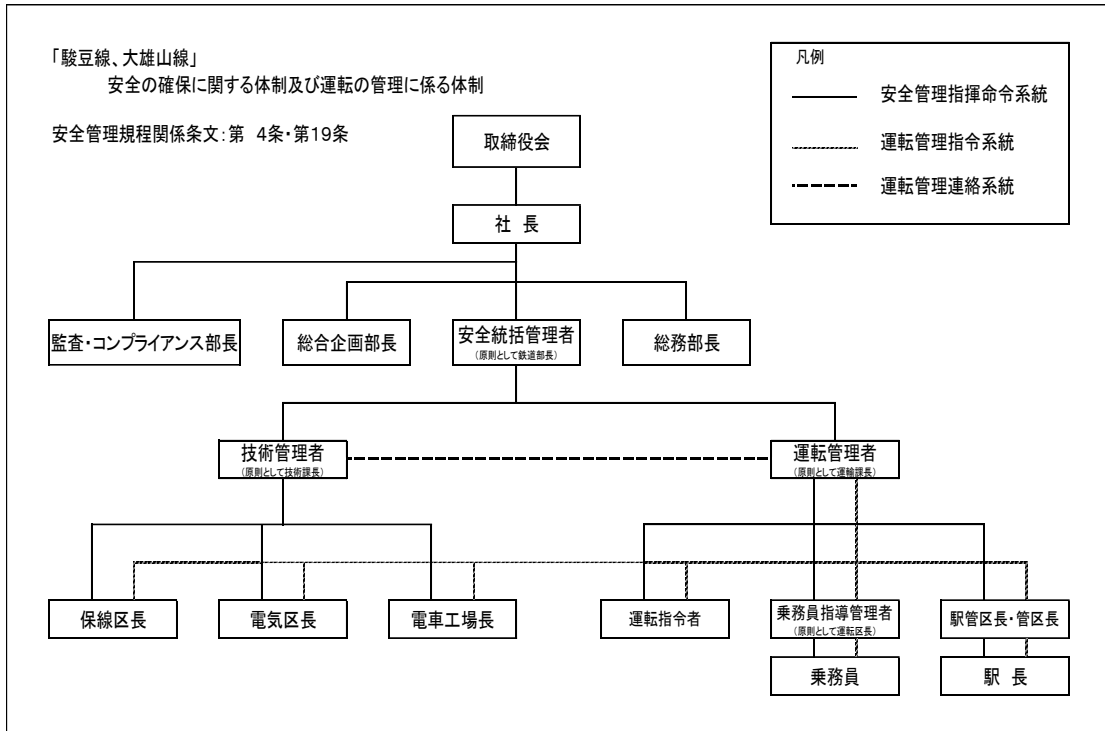 「駿豆線、大雄山線」
安全の確保に関する体制及び運転の管理に係る体制
安全管理規程関係条文:第 4条・第19条
凡例
安全管理指揮命令系統
運転管理指令系統
運転管理連絡系統
取締役会
社 長
監査・コンプライアンス部長
総合企画部長
安全統括管理者
(原則として鉄道部長)
総務部長
技術管理者
(原則として技術課長)
運転管理者
(原則として運輸課長)
保線区長
電気区長
電車工場長
運転指令者
乗務員指導管理者
(原則として運転区長)
駅管区長・管区長
乗務員
駅 長